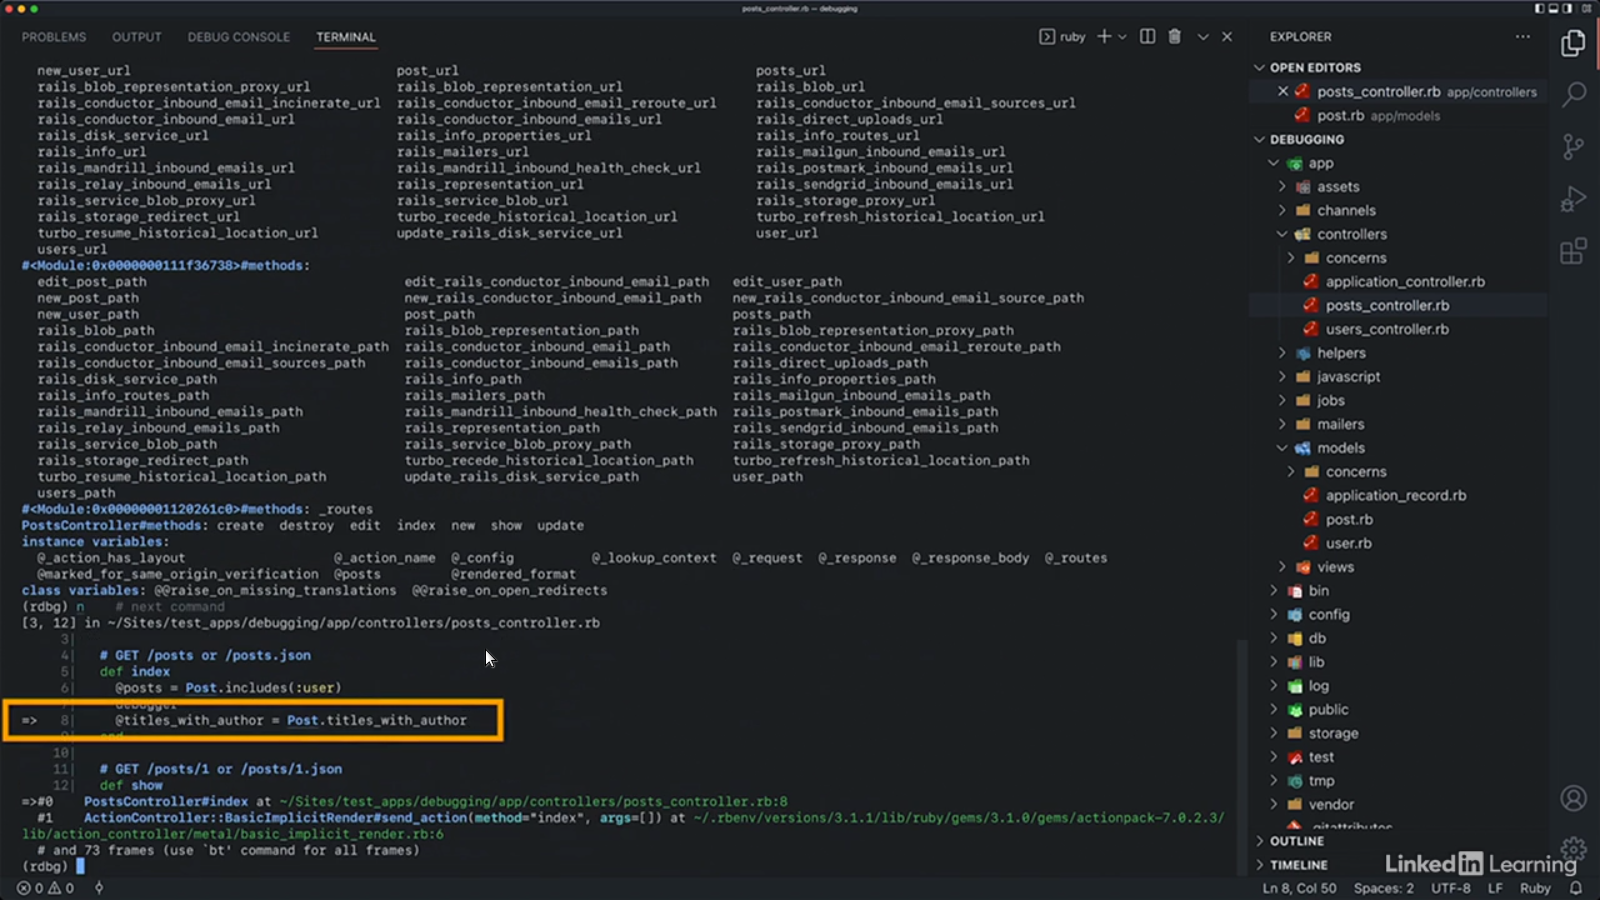 posts_controller.rb — debugging
PROBLEMS OUTPUT DEBUG CONSOLE TERMINAL
ruby
new_user_url post_url posts_url
rails_blob_representation_proxy_url rails_blob_representation_url rails_blob_url
rails_conductor_inbound_email_incinerate_url rails_conductor_inbound_email_reroute_url rails_conductor_inbound_email_sources_url
rails_conductor_inbound_email_url rails_conductor_inbound_emails_url rails_direct_uploads_url
rails_disk_service_url rails_info_properties_url rails_info_routes_url
rails_info_url rails_mailers_url rails_mailgun_inbound_emails_url
rails_mandrill_inbound_emails_url rails_mandrill_inbound_health_check_url rails_postmark_inbound_emails_url
rails_relay_inbound_emails_url rails_representation_url rails_sendgrid_inbound_emails_url
rails_service_blob_proxy_url rails_service_blob_url rails_storage_proxy_url
rails_storage_redirect_url turbo_recede_historical_location_url turbo_refresh_historical_location_url
turbo_resume_historical_location_url update_rails_disk_service_url user_url
users_url
#<Module:0x0000000111f36738>#methods:
edit_post_path edit_rails_conductor_inbound_email_path edit_user_path
new_post_path new_rails_conductor_inbound_email_path new_rails_conductor_inbound_email_source_path
new_user_path post_path posts_path
rails_blob_path rails_blob_representation_path rails_blob_representation_proxy_path
rails_conductor_inbound_email_incinerate_path rails_conductor_inbound_email_path rails_conductor_inbound_email_reroute_path
rails_conductor_inbound_email_sources_path rails_conductor_inbound_emails_path rails_direct_uploads_path
rails_disk_service_path rails_info_path rails_info_properties_path
rails_info_routes_path rails_mailers_path rails_mailgun_inbound_emails_path
rails_mandrill_inbound_emails_path rails_mandrill_inbound_health_check_path rails_postmark_inbound_emails_path
rails_relay_inbound_emails_path rails_representation_path rails_sendgrid_inbound_emails_path
rails_service_blob_path rails_service_blob_proxy_path rails_storage_proxy_path
rails_storage_redirect_path turbo_recede_historical_location_path turbo_refresh_historical_location_path
turbo_resume_historical_location_path update_rails_disk_service_path user_path
users_path
#<Module:0x00000001120261c0>#methods: _routes
PostsController#methods: create destroy edit index new show update
instance variables:
@_action_has_layout @_action_name @_config @_lookup_context @_request @_response @_response_body @_routes
@marked_for_same_origin_verification @posts @rendered_format
class variables: @@raise_on_missing_translations @@raise_on_open_redirects
(rdbg) n # next command
[3, 12] in ~/Sites/test_apps/debugging/app/controllers/posts_controller.rb
3|
4| # GET /posts or /posts.json
5| def index
6| @posts = Post.includes(:user)
debugger
=> 8| @titles_with_author = Post.titles_with_author
9| end
10|
11| # GET /posts/1 or /posts/1.json
12| def show
=>#0 PostsController#index at ~/Sites/test_apps/debugging/app/controllers/posts_controller.rb:8
#1 ActionController::BasicImplicitRender#send_action(method="index", args=[]) at ~/.rbenv/versions/3.1.1/lib/ruby/gems/3.1.0/gems/actionpack-7.0.2.3/
lib/action_controller/metal/basic_implicit_render.rb:6
# and 73 frames (use `bt' command for all frames)
(rdbg)
0 0
EXPLORER
OPEN EDITORS
posts_controller.rb app/controllers
post.rb app/models
DEBUGGING
app
assets
channels
controllers
concerns
application_controller.rb
posts_controller.rb
users_controller.rb
helpers
javascript
jobs
mailers
models
concerns
application_record.rb
post.rb
user.rb
views
bin
config
db
lib
log
public
storage
test
tmp
vendor
.gitattributes
OUTLINE
TIMELINE
LinkedIn Learning
Ln 8, Col 50 Spaces: 2 UTF-8 LF Ruby